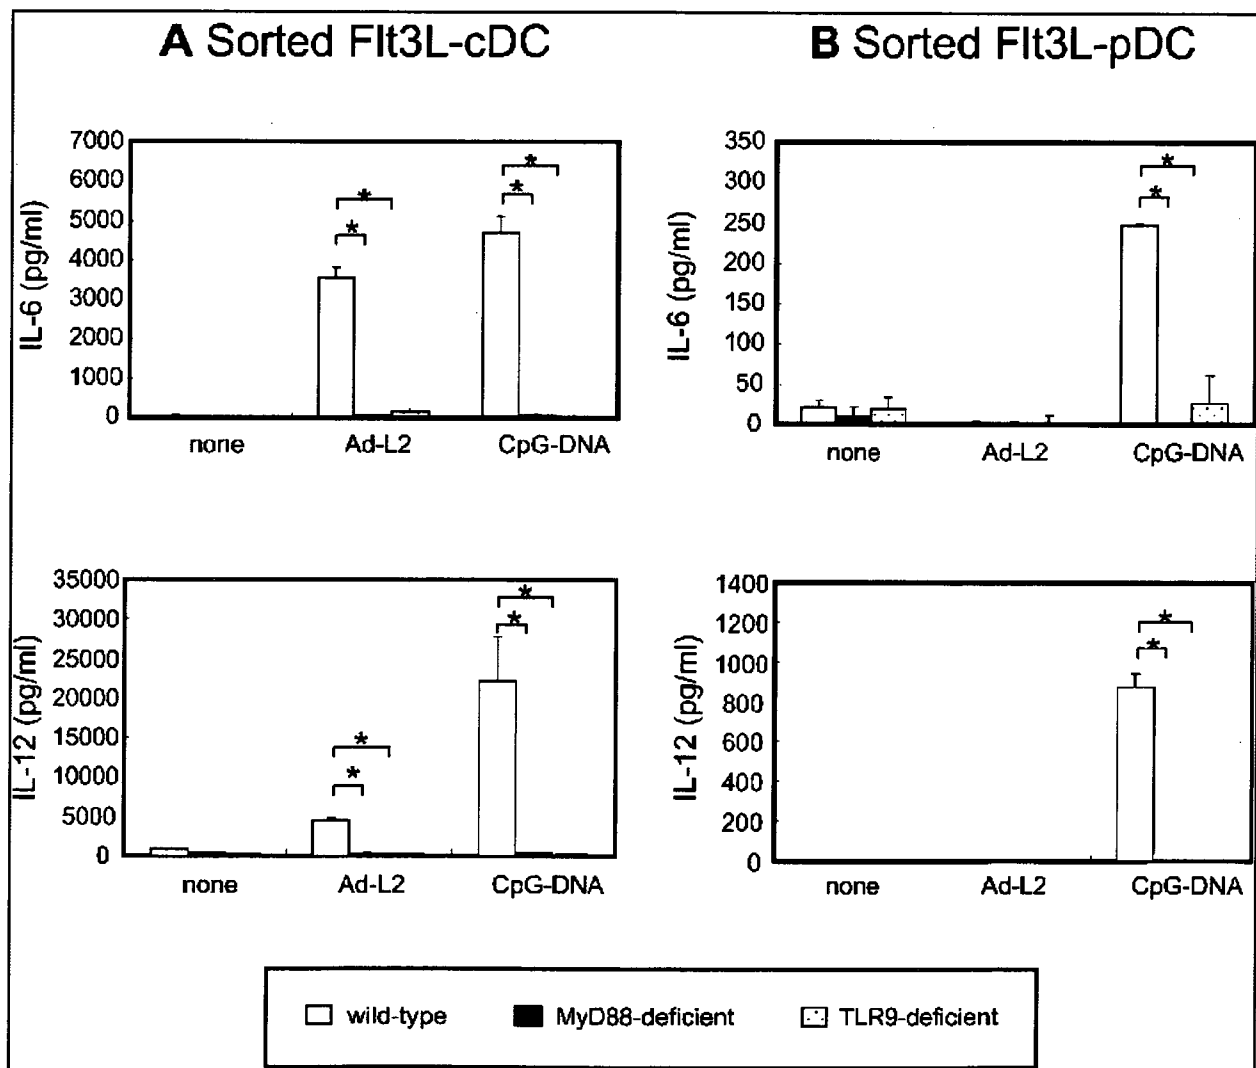 A Sorted Flt3L-cDC
B Sorted Flt3L-pDC
IL-6 (pg/ml)
7000
6000
5000
4000
3000
2000
1000
0
* * * *
none Ad-L2 CpG-DNA
IL-6 (pg/ml)
350
300
250
200
150
100
50
0
* *
none Ad-L2 CpG-DNA
IL-12 (pg/ml)
35000
30000
25000
20000
15000
10000
5000
0
* * * *
none Ad-L2 CpG-DNA
IL-12 (pg/ml)
1400
1200
1000
800
600
400
200
0
* *
none Ad-L2 CpG-DNA
wild-type MyD88-deficient TLR9-deficient